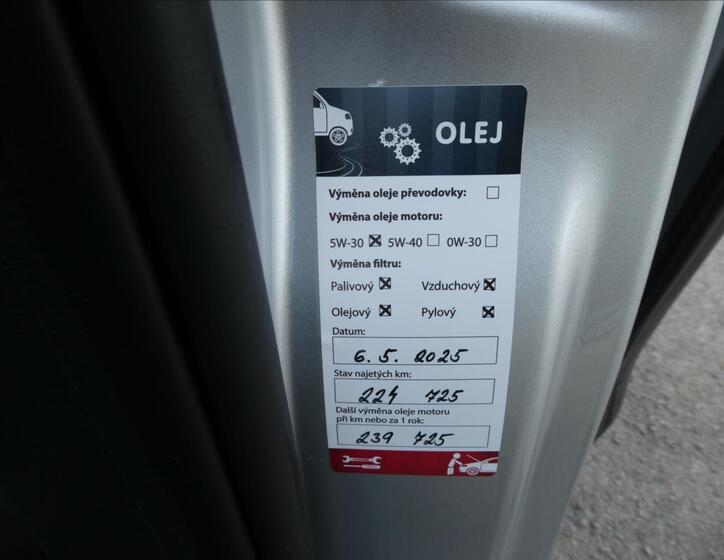 OLEJ
Výměna oleje převodovky:
Výměna oleje motoru:
5W-30 5W-40 0W-30
Výměna filtru:
Palivový Vzduchový
Olejový Pylový
Datum:
6. 5. 2025
Stav najetých km:
224 725
Další výměna oleje motoru
při km nebo za 1 rok:
239 725